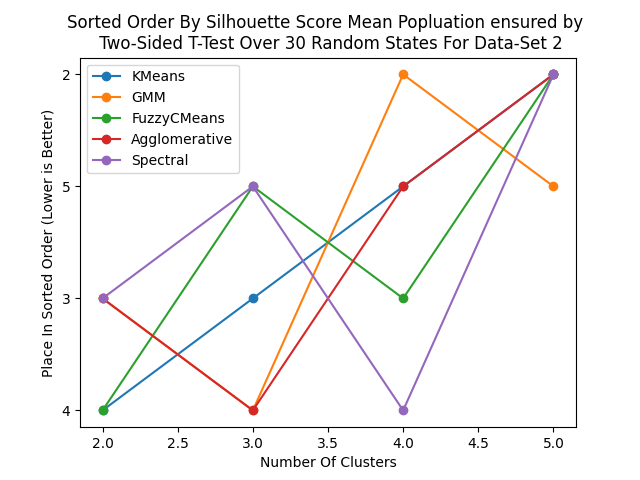 Sorted Order By Silhouette Score Mean Popluation ensured by
Two-Sided T-Test Over 30 Random States For Data-Set 2
KMeans
GMM
FuzzyCMeans
Agglomerative
Spectral
Place In Sorted Order (Lower is Better)
2
5
3
4
2.0 2.5 3.0 3.5 4.0 4.5 5.0
Number Of Clusters